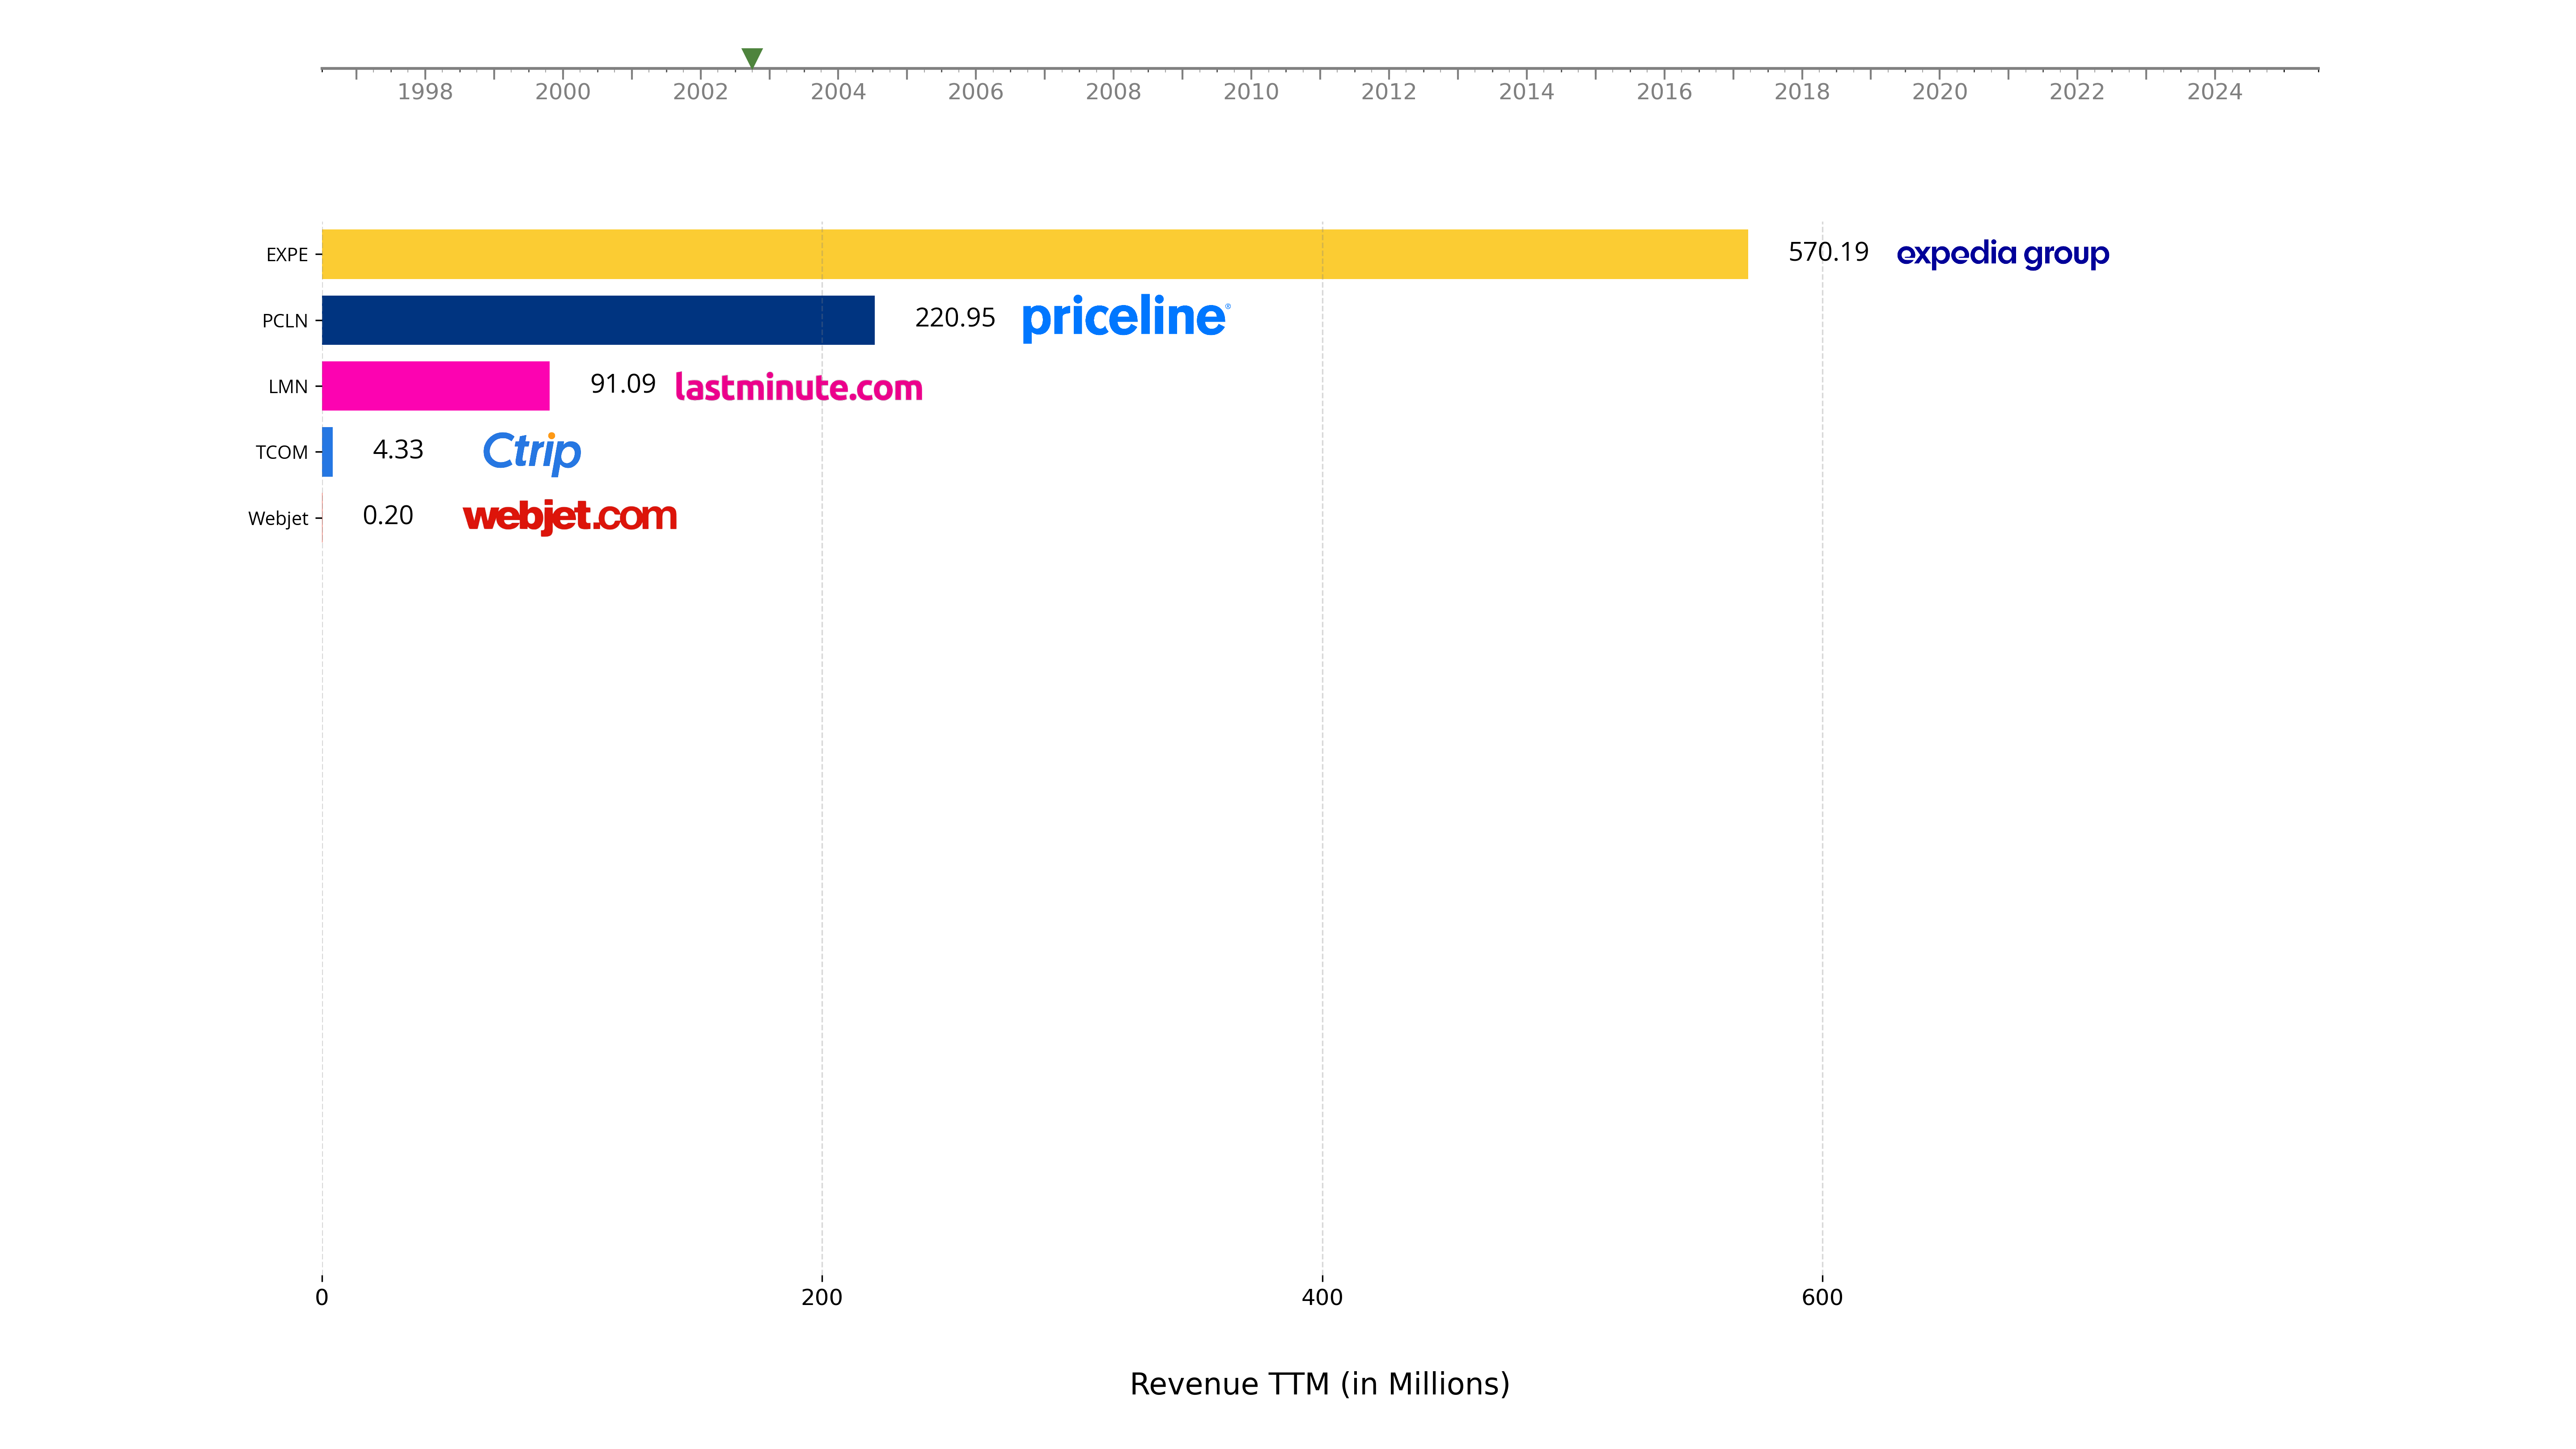 1998 2000 2002 2004 2006 2008 2010 2012 2014 2016 2018 2020 2022 2024
EXPE 570.19 expedia group
PCLN 220.95 priceline®
LMN 91.09 lastminute.com
TCOM 4.33 Ctrip
Webjet 0.20 webjet.com
0 200 400 600
Revenue TTM (in Millions)